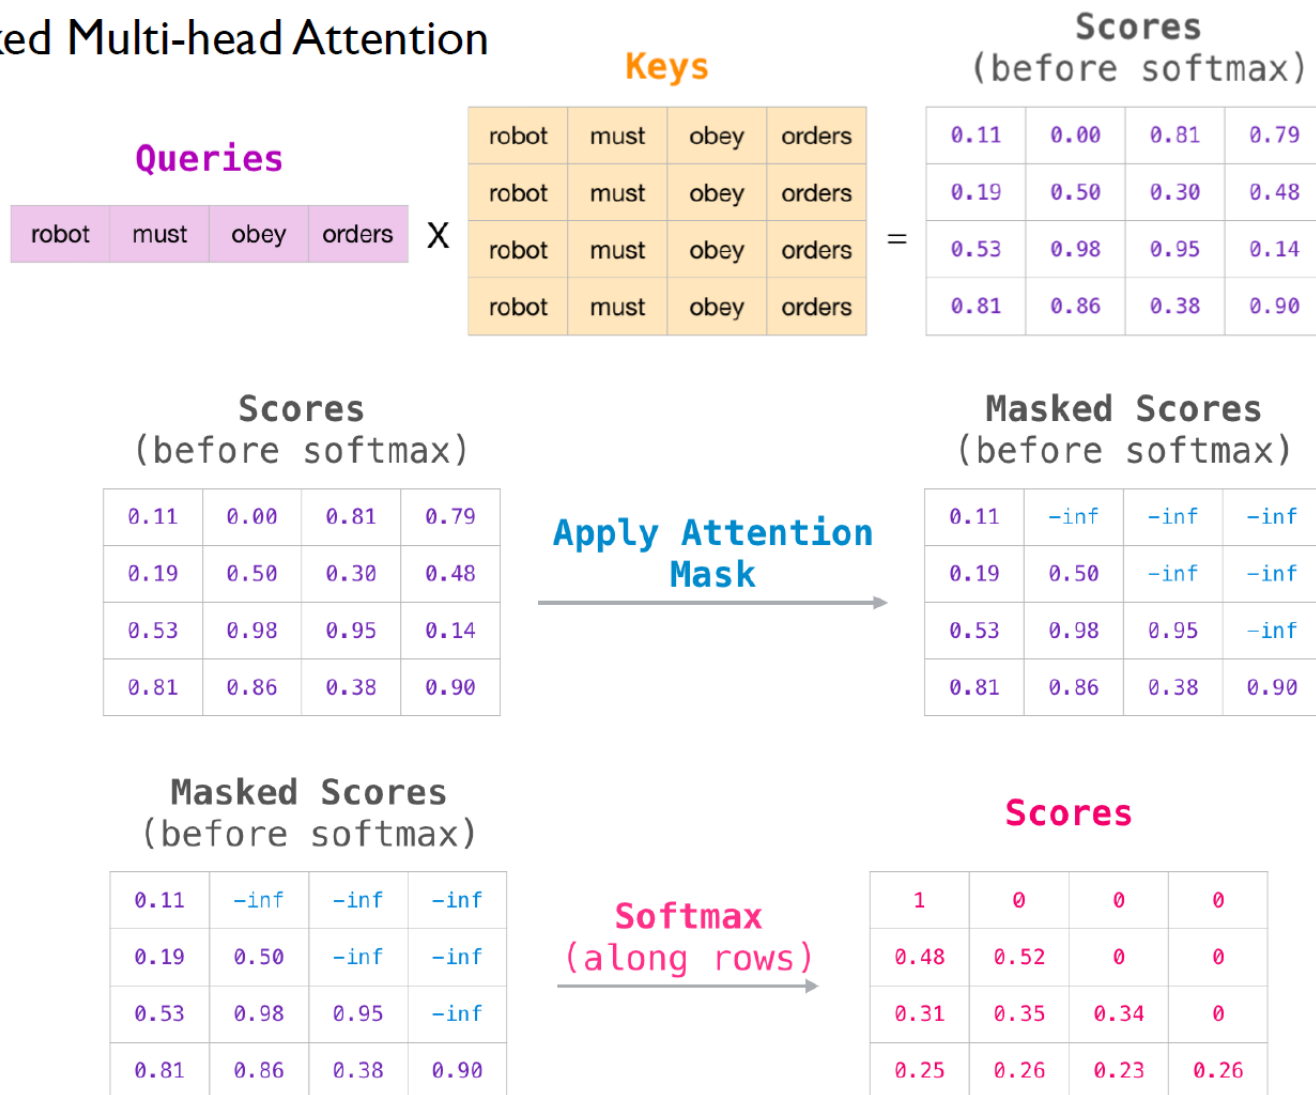 ked Multi-head Attention
Keys
Scores
(before softmax)
Queries
robot must obey orders
X
robot must obey orders
robot must obey orders
robot must obey orders
robot must obey orders
=
0.11 0.00 0.81 0.79
0.19 0.50 0.30 0.48
0.53 0.98 0.95 0.14
0.81 0.86 0.38 0.90
Scores
(before softmax)
0.11 0.00 0.81 0.79
0.19 0.50 0.30 0.48
0.53 0.98 0.95 0.14
0.81 0.86 0.38 0.90
Apply Attention
Mask
Masked Scores
(before softmax)
0.11 -inf -inf -inf
0.19 0.50 -inf -inf
0.53 0.98 0.95 -inf
0.81 0.86 0.38 0.90
Masked Scores
(before softmax)
0.11 -inf -inf -inf
0.19 0.50 -inf -inf
0.53 0.98 0.95 -inf
0.81 0.86 0.38 0.90
Softmax
(along rows)
Scores
1 0 0 0
0.48 0.52 0 0
0.31 0.35 0.34 0
0.25 0.26 0.23 0.26